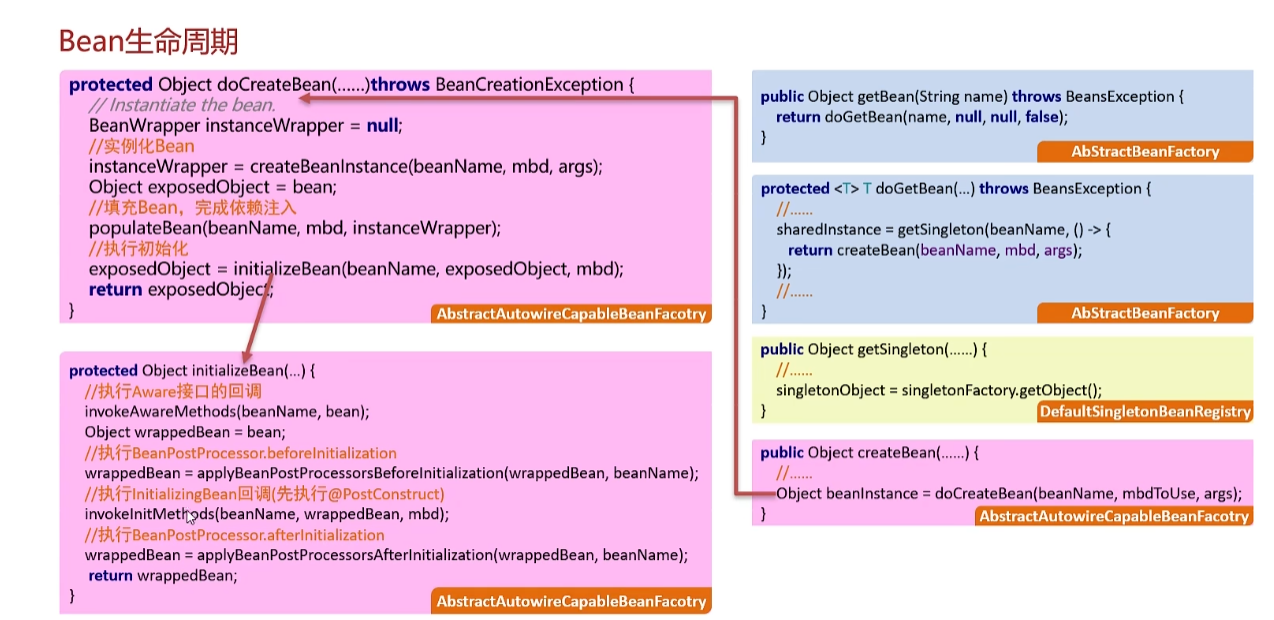 Bean生命周期
protected Object doCreateBean(......)throws BeanCreationException {
// Instantiate the bean.
BeanWrapper instanceWrapper = null;
//实例化Bean
instanceWrapper = createBeanInstance(beanName, mbd, args);
Object exposedObject = bean;
//填充Bean，完成依赖注入
populateBean(beanName, mbd, instanceWrapper);
//执行初始化
exposedObject = initializeBean(beanName, exposedObject, mbd);
return exposedObject;
}
AbstractAutowireCapableBeanFacotry
protected Object initializeBean(...) {
//执行Aware接口的回调
invokeAwareMethods(beanName, bean);
Object wrappedBean = bean;
//执行BeanPostProcessor.beforeInitialization
wrappedBean = applyBeanPostProcessorsBeforeInitialization(wrappedBean, beanName);
//执行InitializingBean回调(先执行@PostConstruct)
invokeInitMethods(beanName, wrappedBean, mbd);
//执行BeanPostProcessor.afterInitialization
wrappedBean = applyBeanPostProcessorsAfterInitialization(wrappedBean, beanName);
return wrappedBean;
}
AbstractAutowireCapableBeanFacotry
public Object getBean(String name) throws BeansException {
return doGetBean(name, null, null, false);
}
AbStractBeanFactory
protected <T> T doGetBean(...) throws BeansException {
//......
sharedInstance = getSingleton(beanName, () -> {
return createBean(beanName, mbd, args);
});
//......
}
AbStractBeanFactory
public Object getSingleton(......) {
//......
singletonObject = singletonFactory.getObject();
}
DefaultSingletonBeanRegistry
public Object createBean(......) {
//......
Object beanInstance = doCreateBean(beanName, mbdToUse, args);
}
AbstractAutowireCapableBeanFacotry